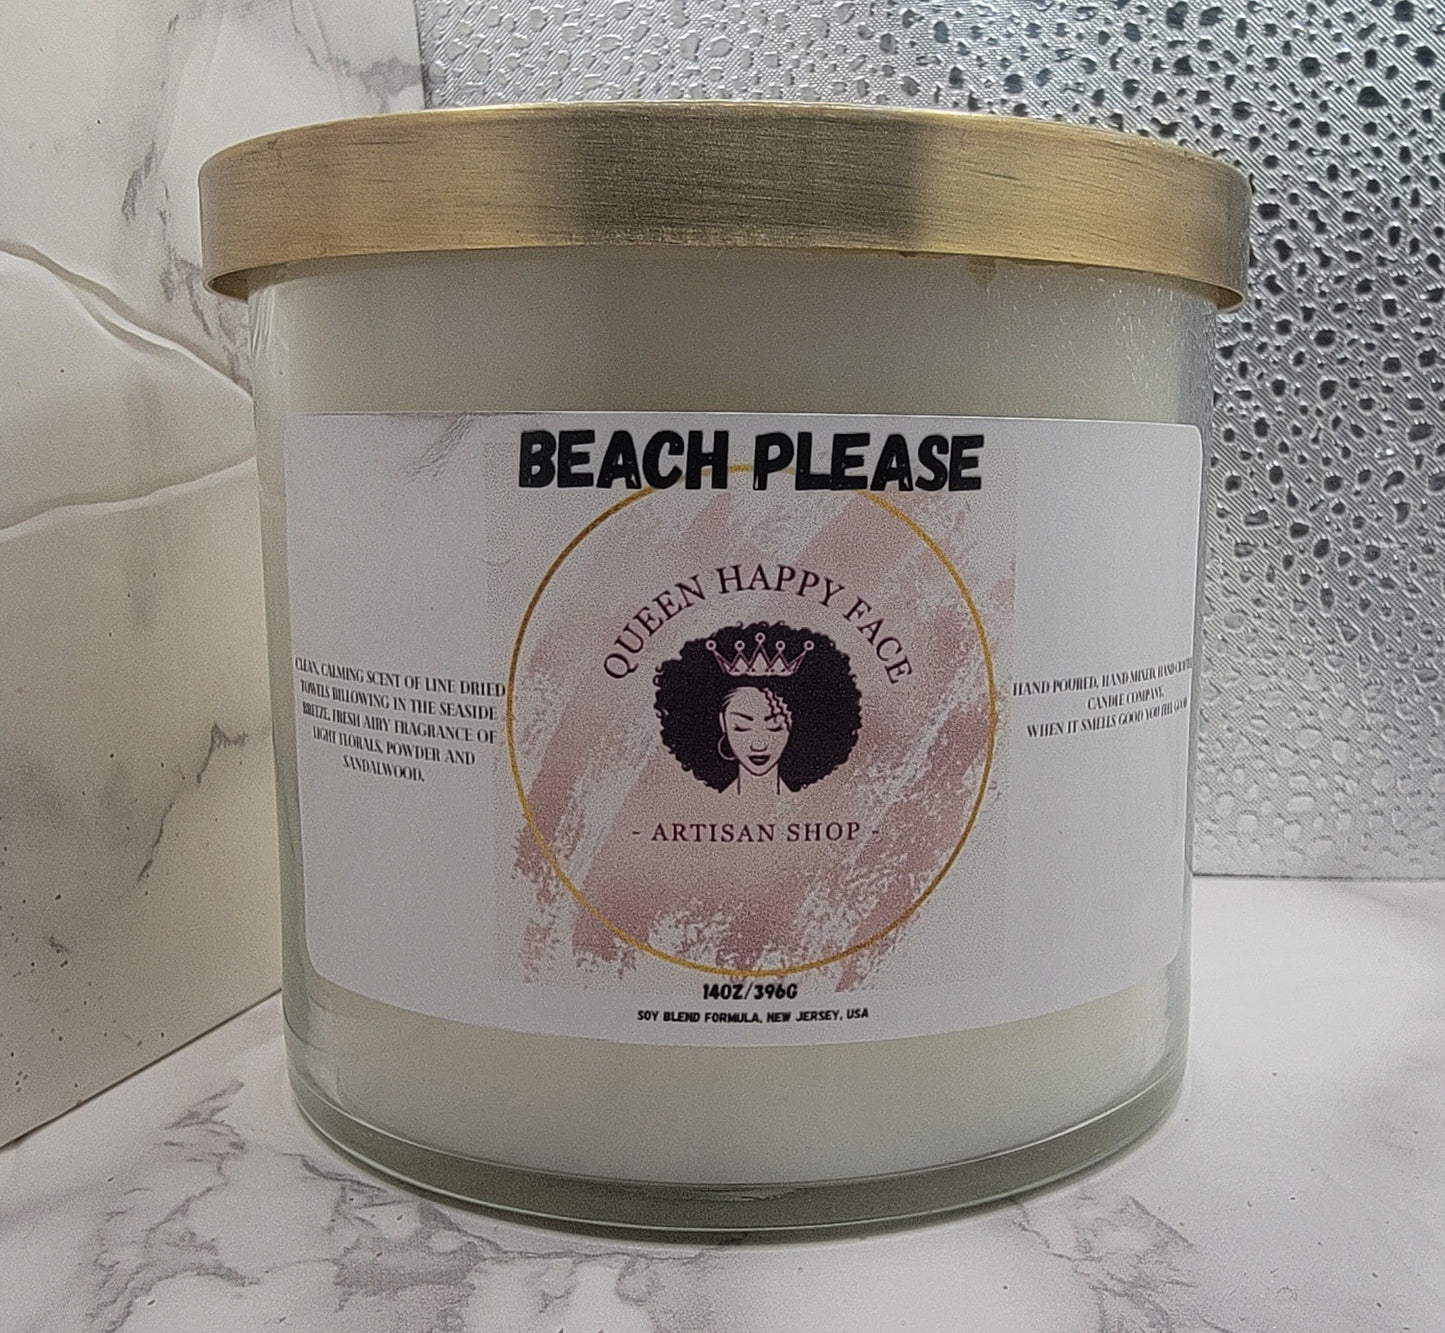 BEACH PLEASE
QUEEN HAPPY FACE
- ARTISAN SHOP -
CLEAN, CALMING SCENT OF LINE DRIED
TOWELS BILLOWING IN THE SEASIDE
BREEZE. FRESH AIRY FRAGRANCE OF
LIGHT FLORALS, POWDER AND
SANDALWOOD.
HAND POURED, HAND MIXED, HAND
CANDLE COMPANY.
WHEN IT SMELLS GOOD YOU FEEL GOOD
14OZ/396G
SOY BLEND FORMULA, NEW JERSEY, USA